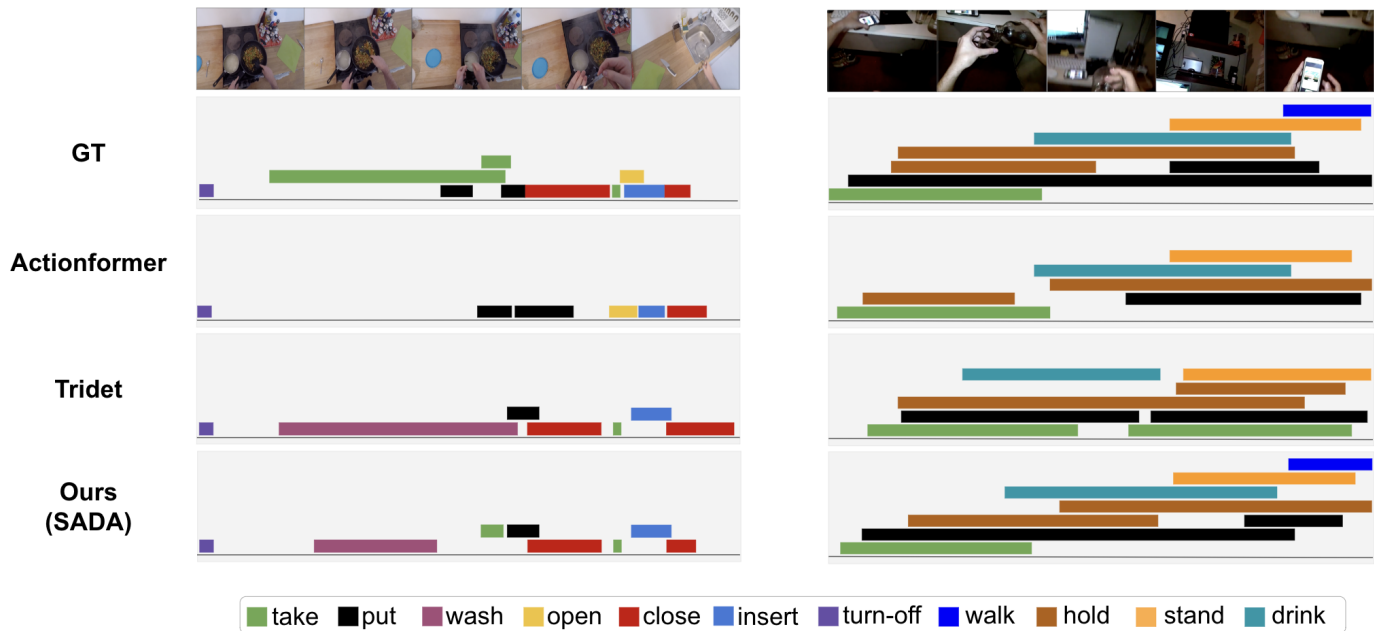 GT
Actionformer
Tridet
Ours
(SADA)
take put wash open close insert turn-off walk hold stand drink